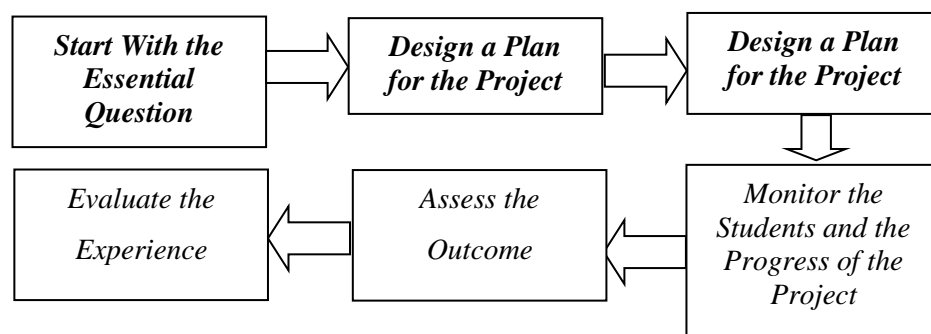 Start With the
Essential
Question
Design a Plan
for the Project
Design a Plan
for the Project
Monitor the
Students and the
Progress of the
Project
Assess the
Outcome
Evaluate the
Experience